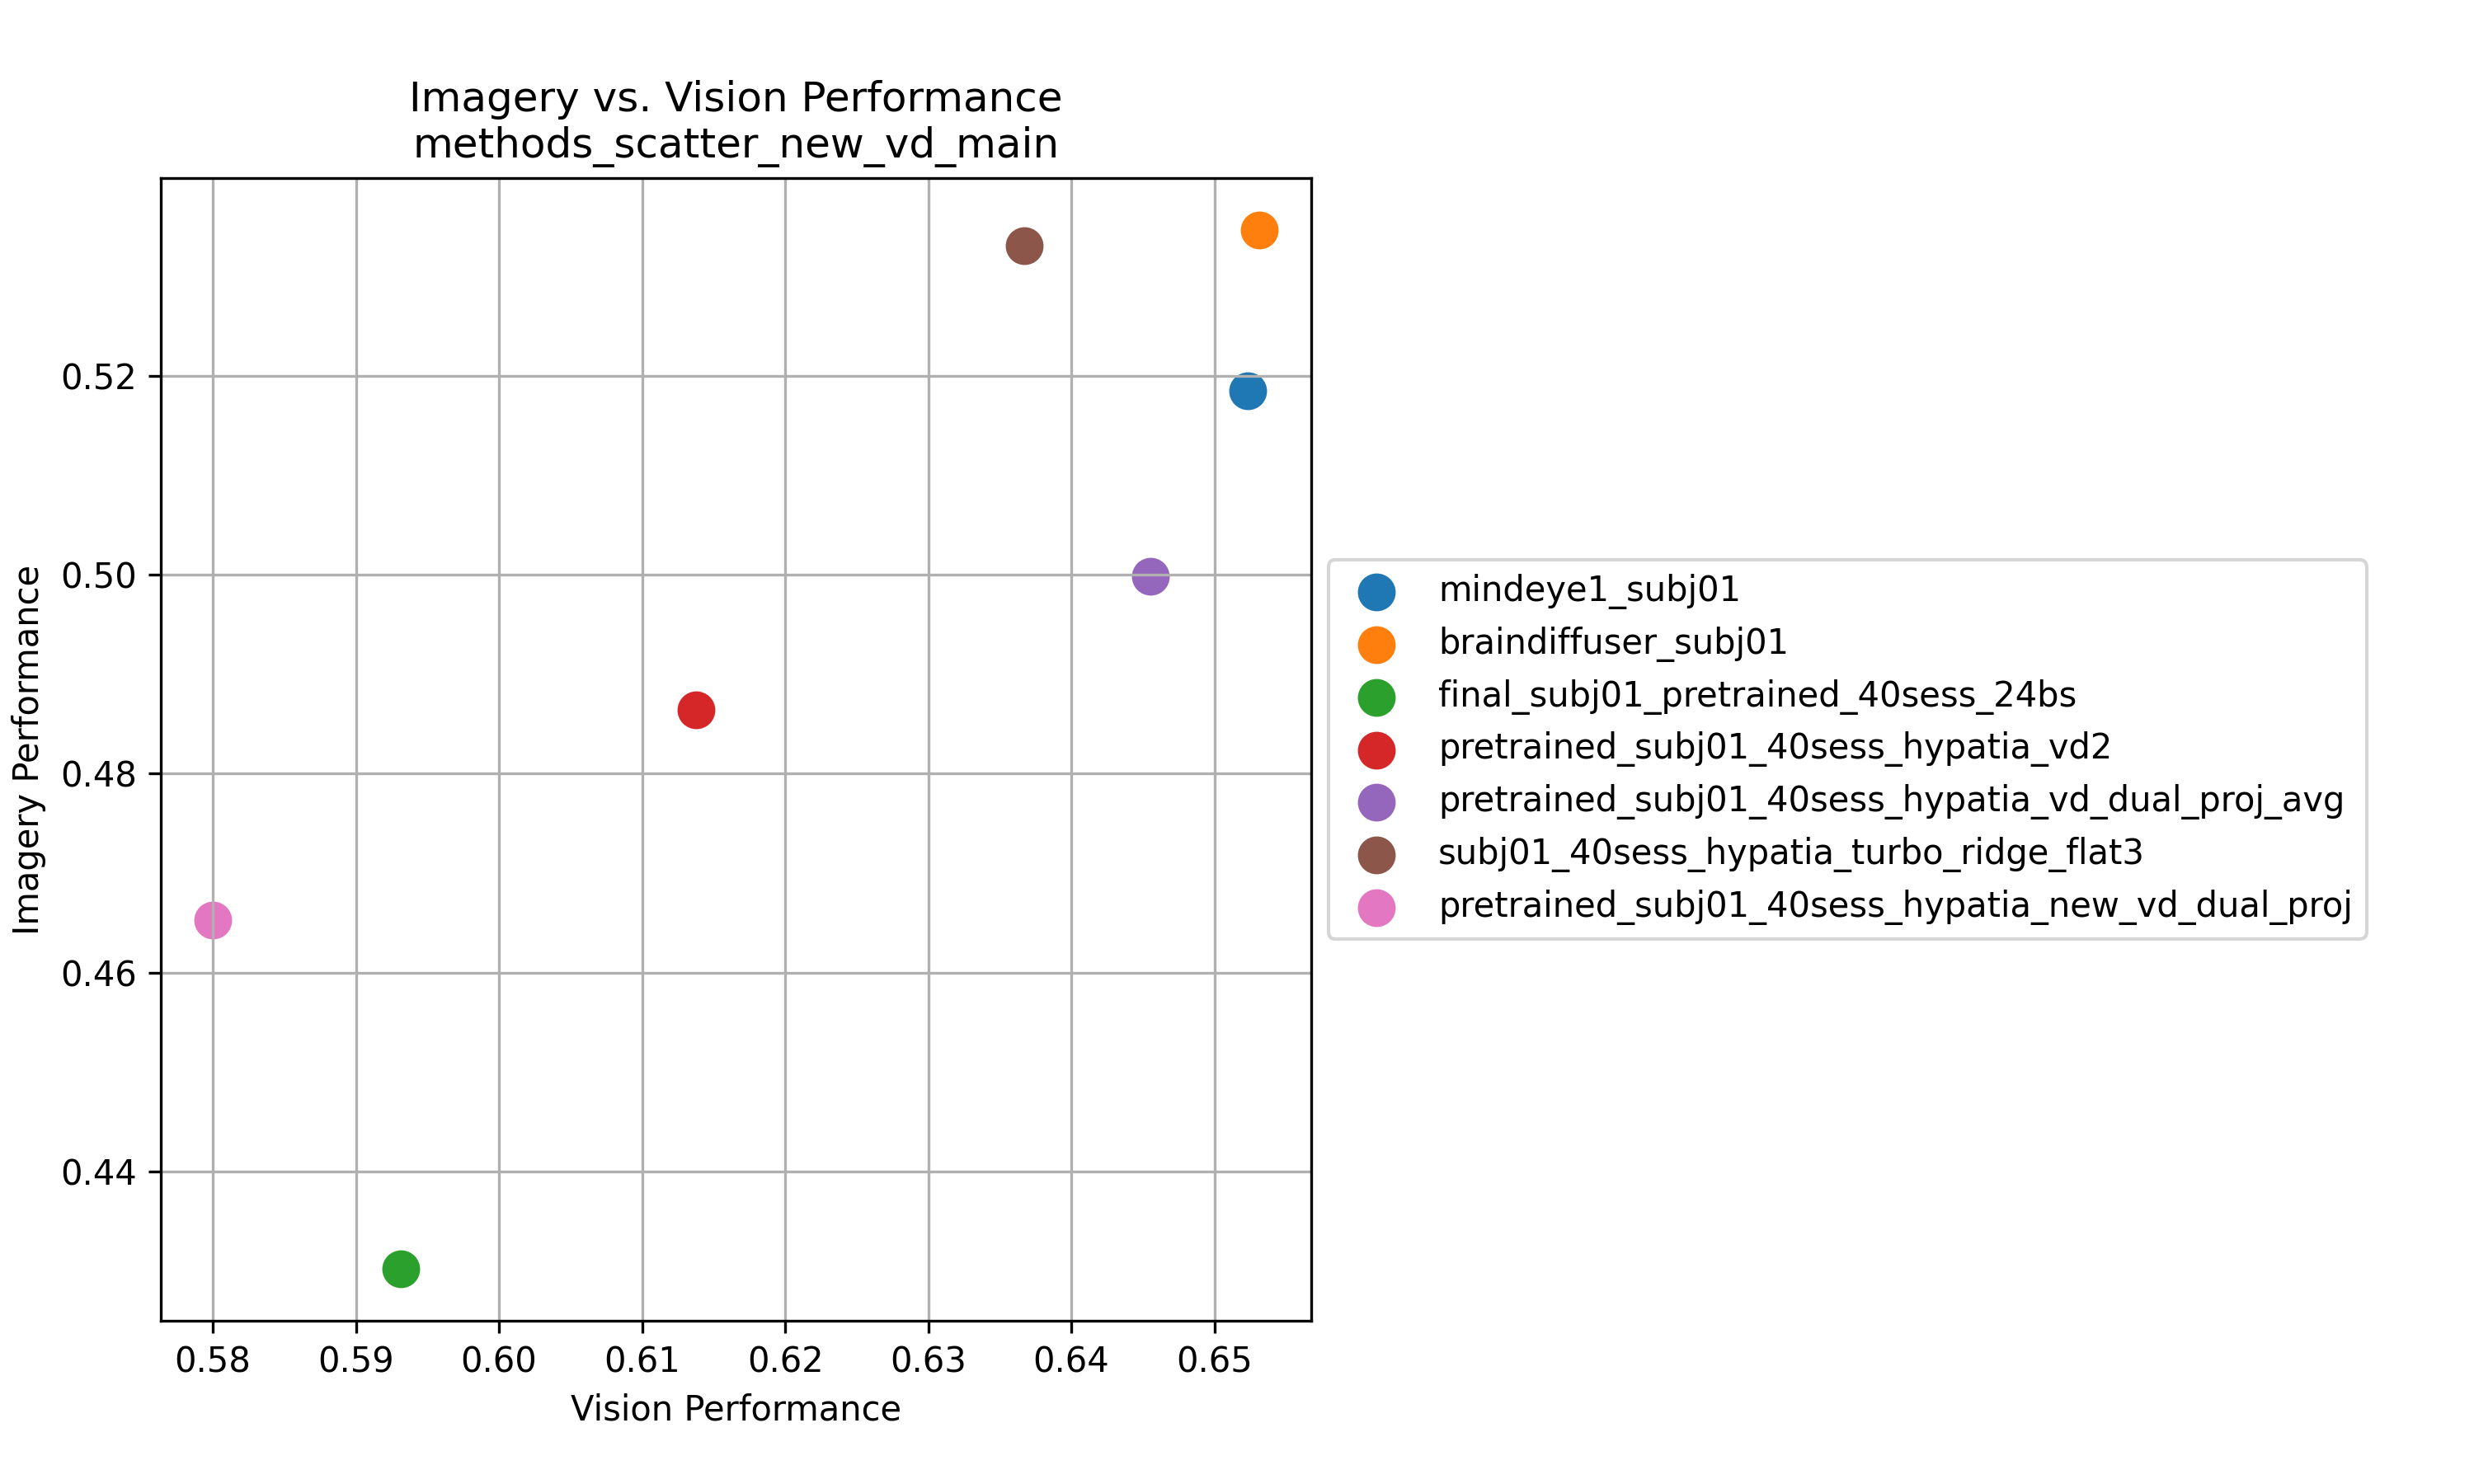 Imagery vs. Vision Performance
methods_scatter_new_vd_main
Imagery Performance
0.52
0.50
0.48
0.46
0.44
0.58 0.59 0.60 0.61 0.62 0.63 0.64 0.65
Vision Performance
mindeye1_subj01
braindiffuser_subj01
final_subj01_pretrained_40sess_24bs
pretrained_subj01_40sess_hypatia_vd2
pretrained_subj01_40sess_hypatia_vd_dual_proj_avg
subj01_40sess_hypatia_turbo_ridge_flat3
pretrained_subj01_40sess_hypatia_new_vd_dual_proj